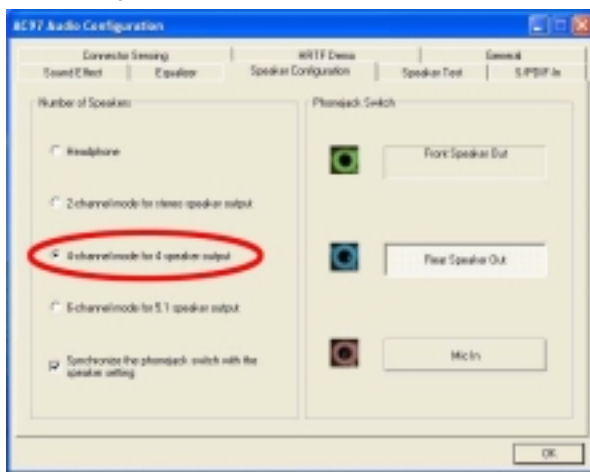 AC97 Audio Configuration
Connector Sensing
HRTF Demo
General
Sound Effect
Equalizer
Speaker Configuration
Speaker Test
S/PDIF-In
Number of Speakers
Headphone
2-channel mode for stereo speaker output
4-channel mode for 4 speaker output
6-channel mode for 5.1 speaker output
Synchronize the phonejack switch with the
speaker setting
Phonejack Switch
Front Speaker Out
Rear Speaker Out
Mic In
OK